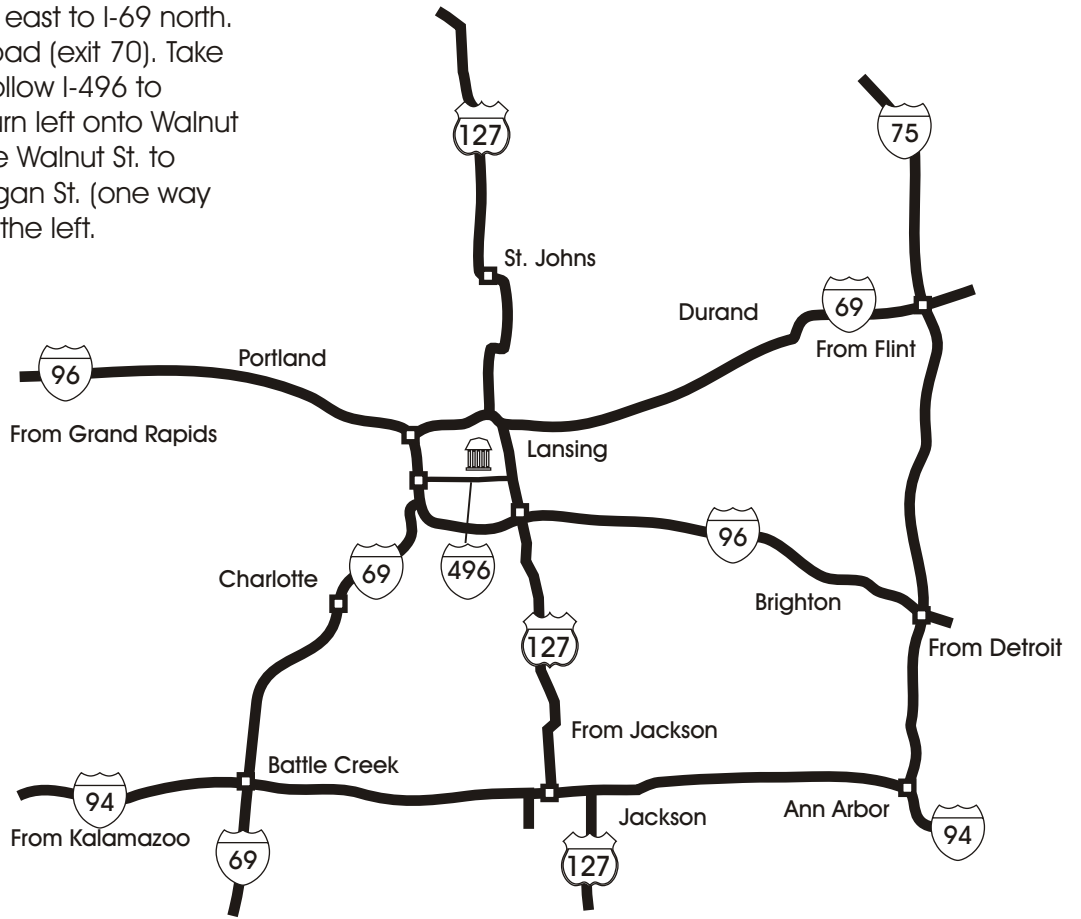 east to I-69 north.
oad (exit 70). Take
ollow I-496 to
urn left onto Walnut
e Walnut St. to
gan St. (one way
the left.
127
75
St. Johns
Durand
69
From Flint
Portland
96
From Grand Rapids
Lansing
96
69
496
Charlotte
Brighton
127
From Detroit
From Jackson
Battle Creek
94
From Kalamazoo
Jackson
Ann Arbor
94
69
127